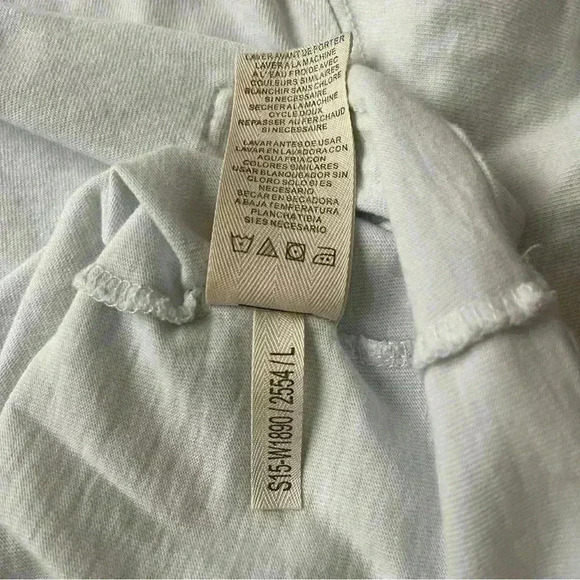 LAVER AVANT DE PORTER
LAVER A LA MACHINE
A L'EAU FROIDE AVEC
COULEURS SIMILAIRES
BLANCHIR SANS CHLORE
SI NECESSAIRE
SECHER A LA MACHINE
CYCLE DOUX
REPASSER AU FER CHAUD
SI NECESSAIRE
LAVAR ANTES DE USAR
LAVAR EN LAVADORA CON
AGUA FRIA CON
COLORES SIMILARES
USAR BLANQUEADOR SIN
CLORO SOLO SI ES
NECESARIO
SECAR EN SECADORA
A BAJA TEMPERATURA
PLANCHA TIBIA
SI ES NECESARIO
S15-W1890 / 2554 / L